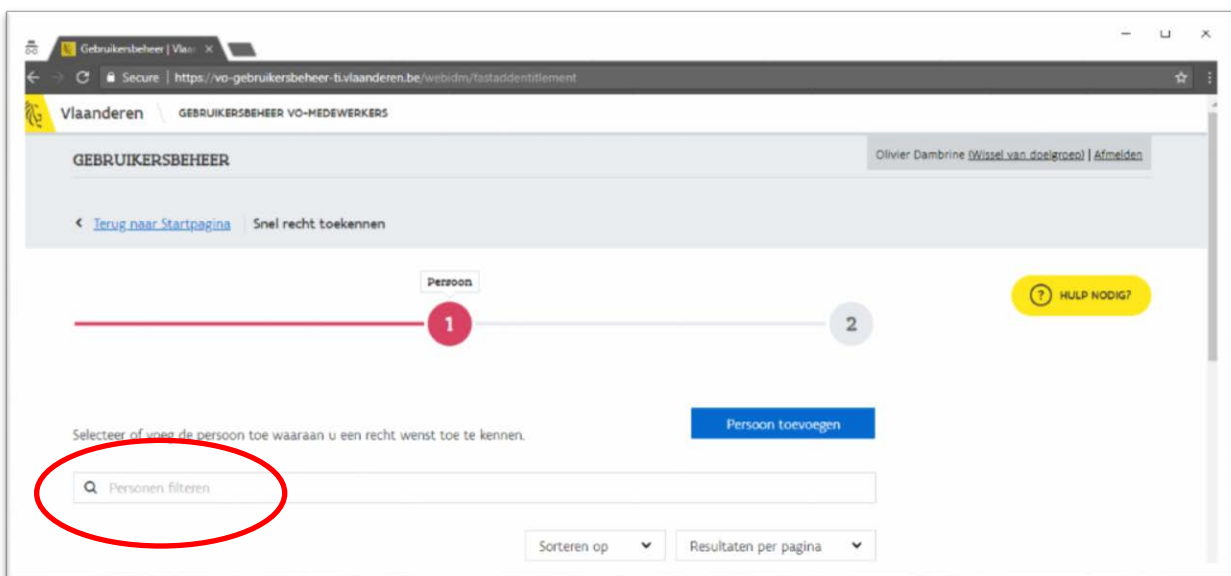 Gebruikersbeheer | Vlaa
Secure | https://vo-gebruikersbeheer-ti.vlaanderen.be/webidm/fastaddentitlement
Vlaanderen GEBRUIKERSBEHEER VO-MEDEWERKERS
GEBRUIKERSBEHEER
Olivier Dambrine (Wissel van doelgroep) | Afmelden
Terug naar Startpagina Snel recht toekennen
Persoon
1
2
? HULP NODIG?
Selecteer of voeg de persoon toe waaraan u een recht wenst toe te kennen.
Persoon toevoegen
Personen filteren
Sorteren op
Resultaten per pagina